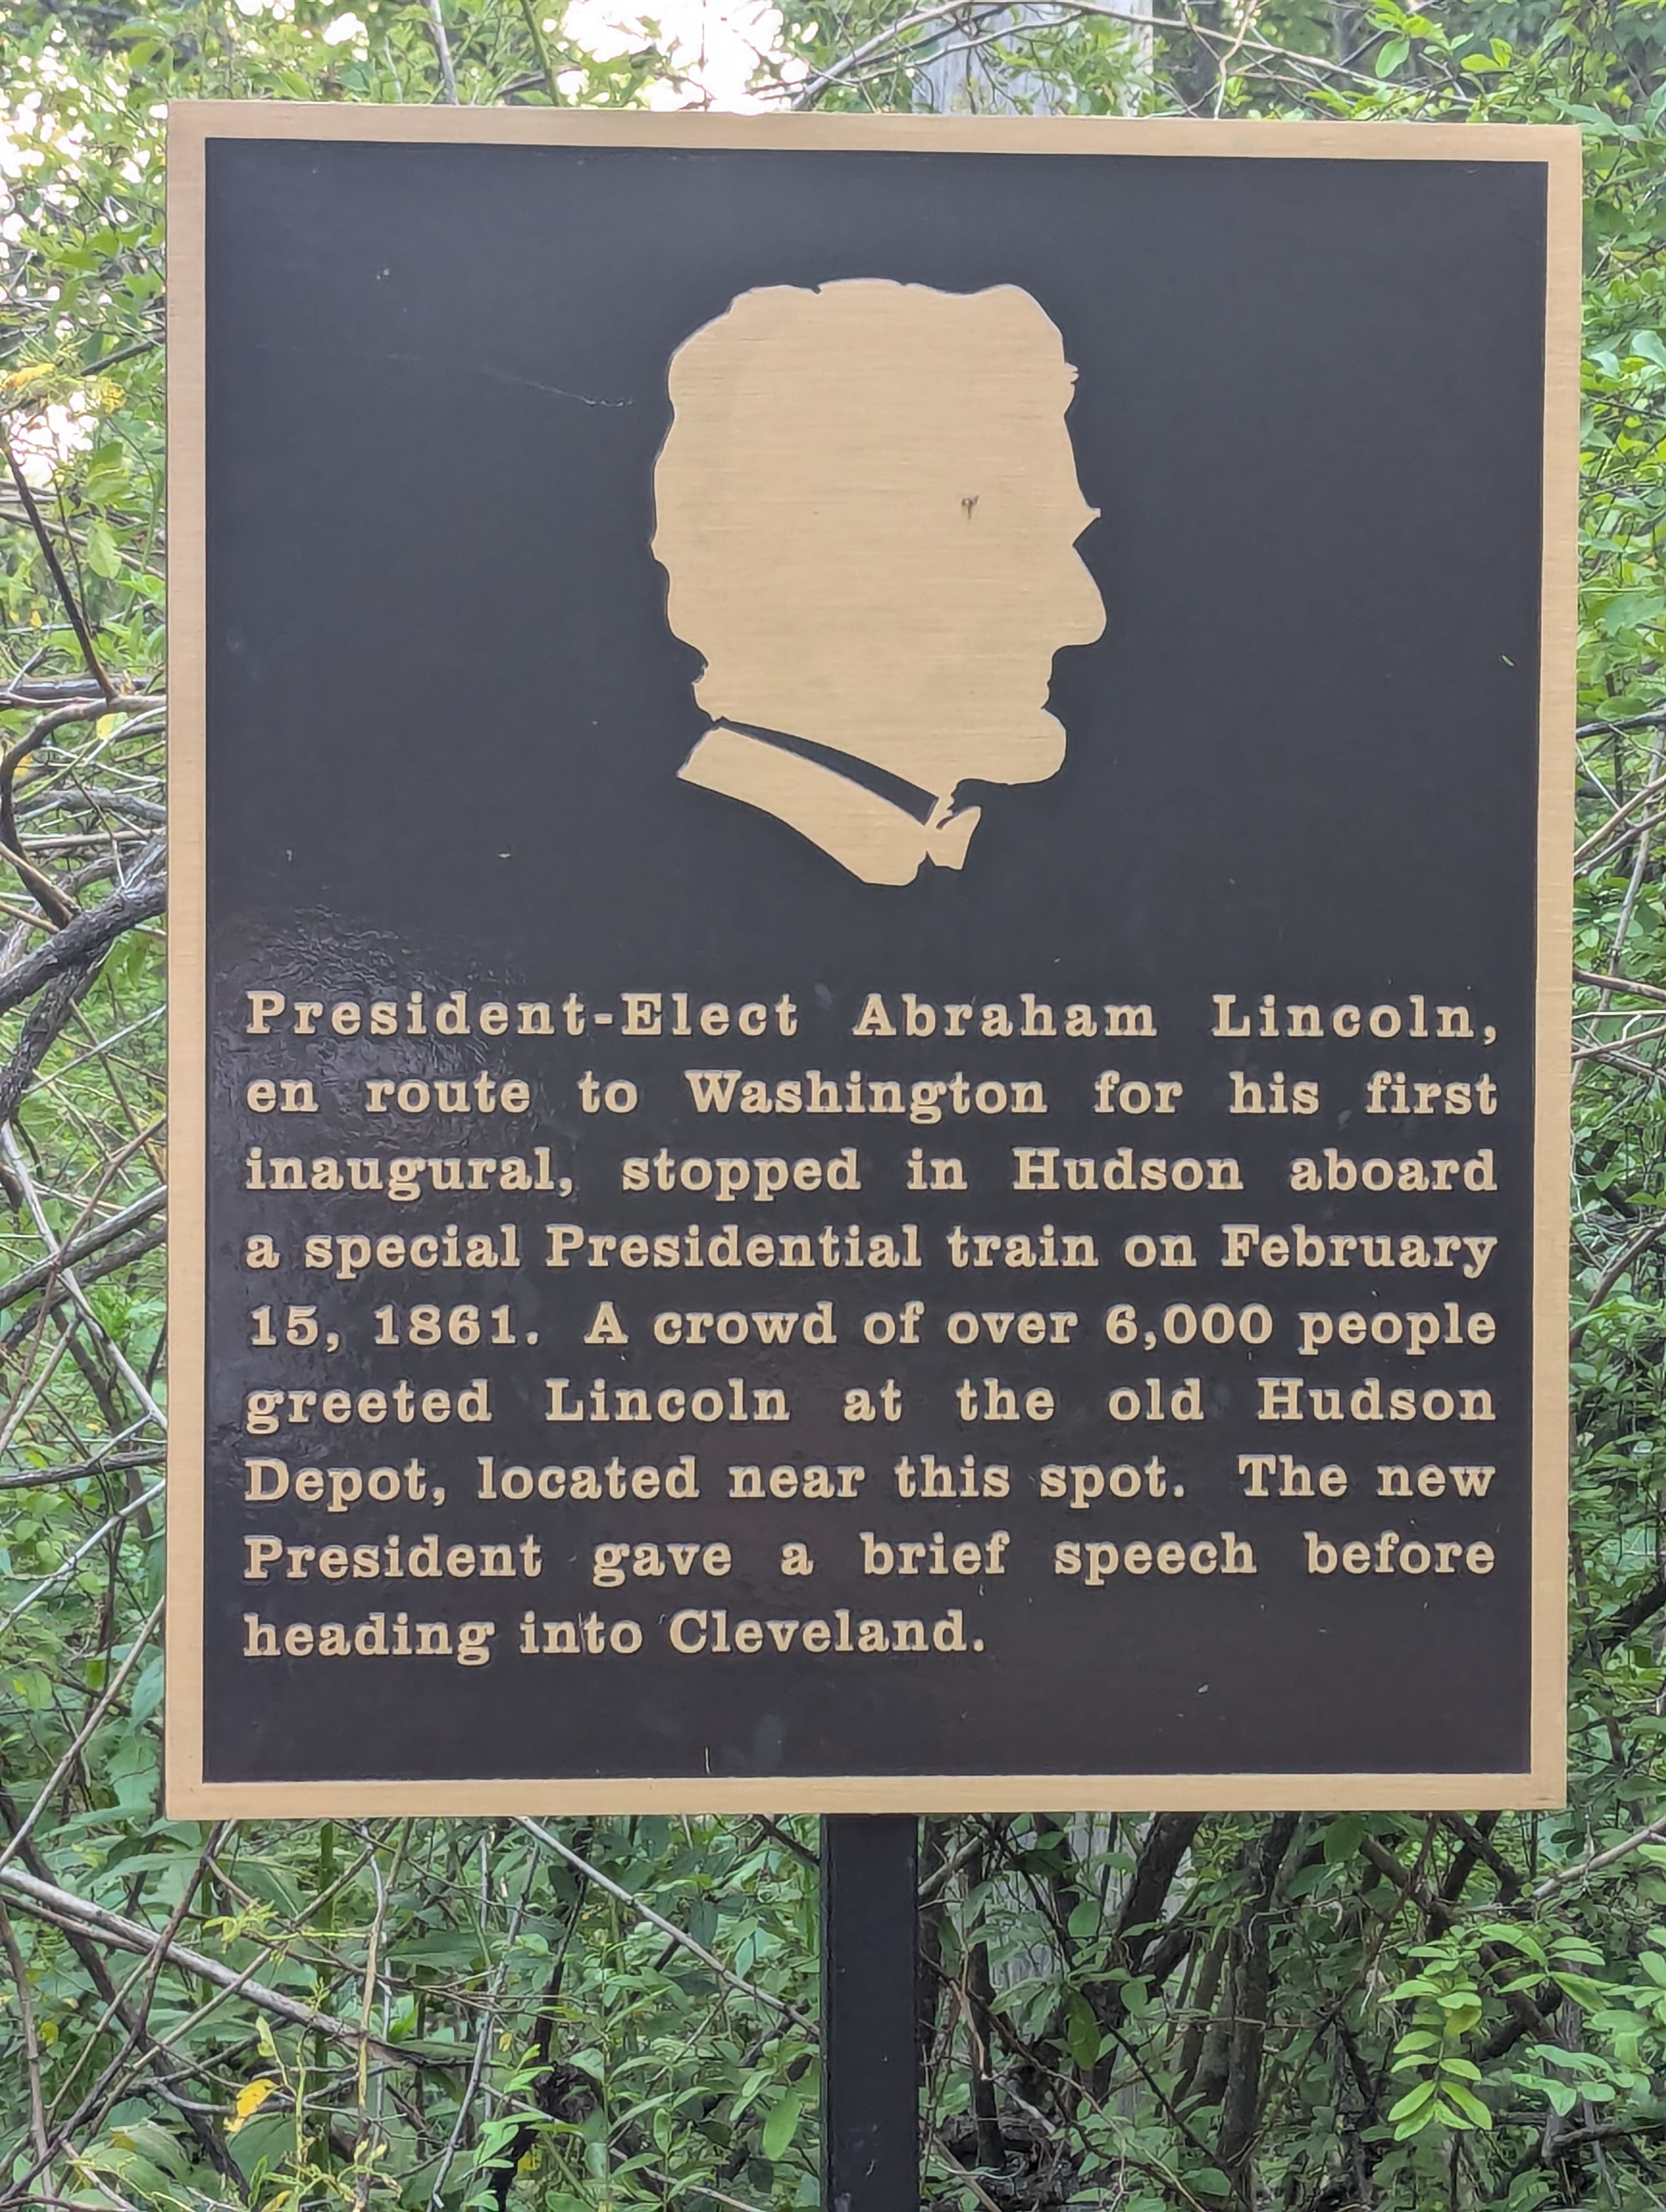 President-Elect Abraham Lincoln,
en route to Washington for his first
inaugural, stopped in Hudson aboard
a special Presidential train on February
15, 1861. A crowd of over 6,000 people
greeted Lincoln at the old Hudson
Depot, located near this spot. The new
President gave a brief speech before
heading into Cleveland.